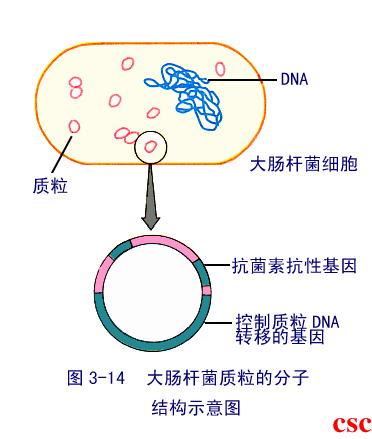 DNA
大肠杆菌细胞
质粒
抗菌素抗性基因
控制质粒 DNA
转移的基因
图 3-14 大肠杆菌质粒的分子
结构示意图
csc